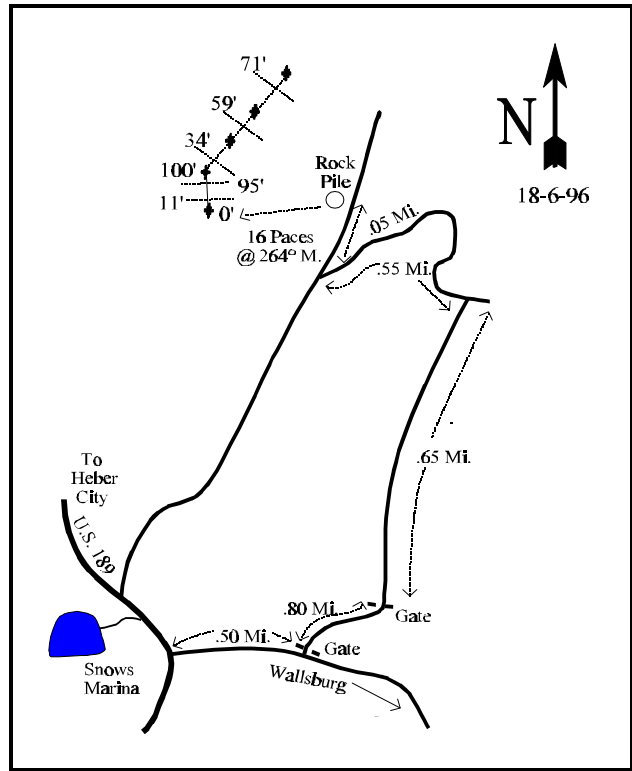 71'
59'
34'
100'
95'
11'
0'
Rock
Pile
16 Paces
@ 264° M.
.05 Mi.
.55 Mi.
N
18-6-96
.65 Mi.
To
Heber
City
U.S. 189
.80 Mi.
Gate
.50 Mi.
Gate
Snows
Marina
Wallsburg